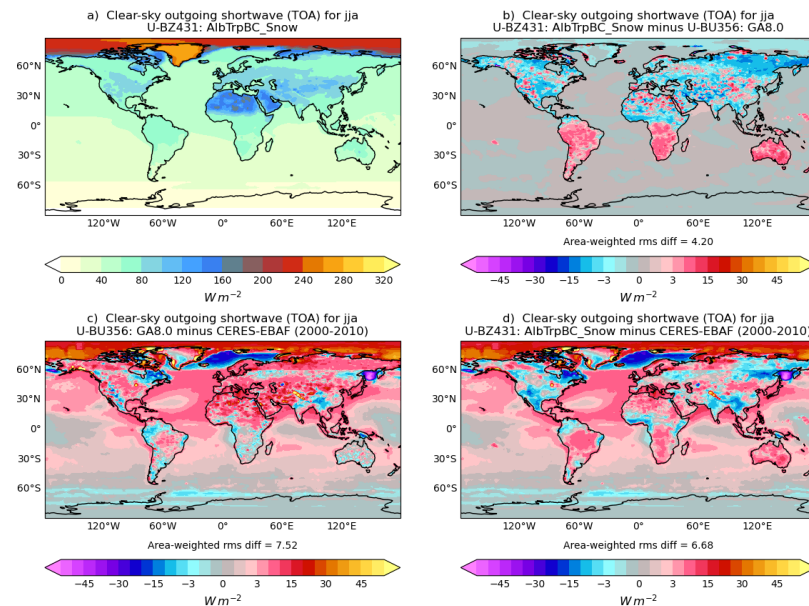 a) Clear-sky outgoing shortwave (TOA) for jja
U-BZ431: AlbTrpBC_Snow
60°N
30°N
0°
30°S
60°S
120°W 60°W 0° 60°E 120°E
0 40 80 120 160 200 240 280 320
W m⁻²
b) Clear-sky outgoing shortwave (TOA) for jja
U-BZ431: AlbTrpBC_Snow minus U-BU356: GA8.0
60°N
30°N
0°
30°S
60°S
120°W 60°W 0° 60°E 120°E
Area-weighted rms diff = 4.20
−45 −30 −15 −3 0 3 15 30 45
W m⁻²
c) Clear-sky outgoing shortwave (TOA) for jja
U-BU356: GA8.0 minus CERES-EBAF (2000-2010)
60°N
30°N
0°
30°S
60°S
120°W 60°W 0° 60°E 120°E
Area-weighted rms diff = 7.52
−45 −30 −15 −3 0 3 15 30 45
W m⁻²
d) Clear-sky outgoing shortwave (TOA) for jja
U-BZ431: AlbTrpBC_Snow minus CERES-EBAF (2000-2010)
60°N
30°N
0°
30°S
60°S
120°W 60°W 0° 60°E 120°E
Area-weighted rms diff = 6.68
−45 −30 −15 −3 0 3 15 30 45
W m⁻²